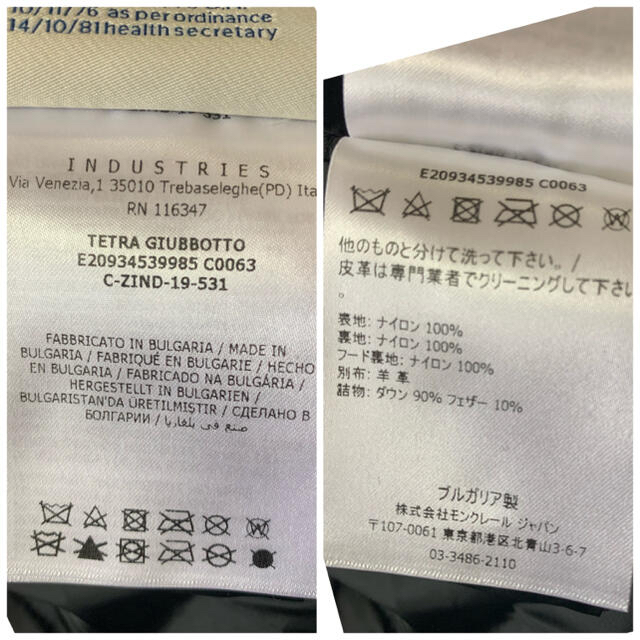 10/11/76 as per ordinance
14/10/81 health secretary
INDUSTRIES
Via Venezia,1 35010 Trebaseleghe(PD) Ita
RN 116347
TETRA GIUBBOTTO
E20934539985 C0063
C-ZIND-19-531
FABBRICATO IN BULGARIA / MADE IN
BULGARIA / FABRIQUÉ EN BULGARIE / HECHO
EN BULGARIA / FABRICADO NA BULGÁRIA /
HERGESTELLT IN BULGARIEN /
BULGARISTAN'DA ÜRETILMIŞTIR / СДЕЛАНО В
БОЛГАРИИ / صنع في بلغاريا
E20934539985 C0063
他のものと分けて洗って下さい。/
皮革は専門業者でクリーニングして下さい
。
表地: ナイロン 100%
裏地: ナイロン 100%
フード裏地: ナイロン 100%
別布: 羊革
詰物: ダウン 90% フェザー 10%
ブルガリア製
株式会社モンクレール ジャパン
〒107-0061 東京都港区北青山3-6-7
03-3486-2110